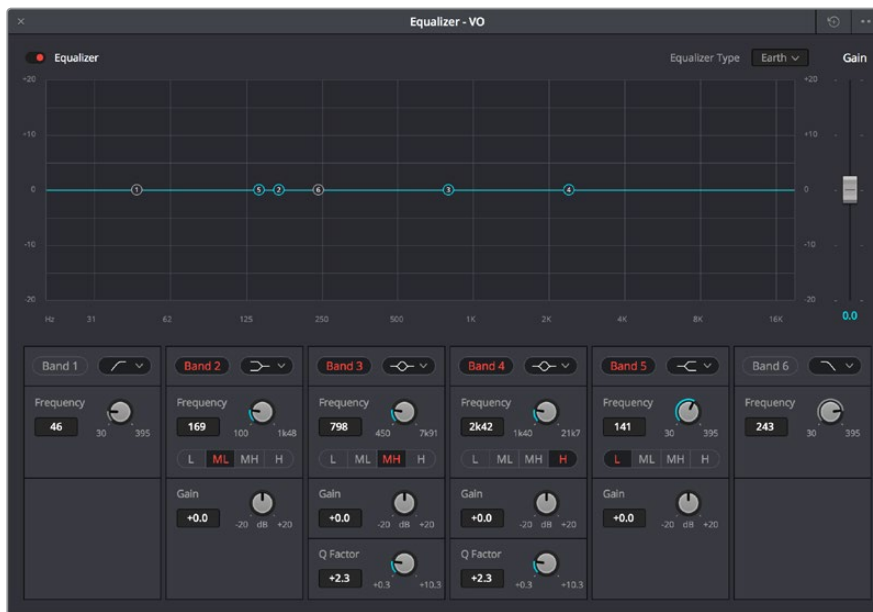 Equalizer - VO
Equalizer
Equalizer Type Earth Gain
+20 +20
+10 +10
0 1 5 2 6 3 4 0
-10 -10
-20 -20
Hz 31 62 125 250 500 1K 2K 4K 8K 16K 0.0
Band 1 Band 2 Band 3 Band 4 Band 5 Band 6
Frequency Frequency Frequency Frequency Frequency Frequency
46 169 798 2k42 141 243
30 395 100 1k48 450 7k91 1k40 21k7 30 395 30 395
L ML MH H L ML MH H L ML MH H L ML MH H
Gain Gain Gain Gain
+0.0 -20 dB +20 +0.0 -20 dB +20 +0.0 -20 dB +20 +0.0 -20 dB +20
Q Factor Q Factor
+2.3 +0.3 +10.3 +2.3 +0.3 +10.3